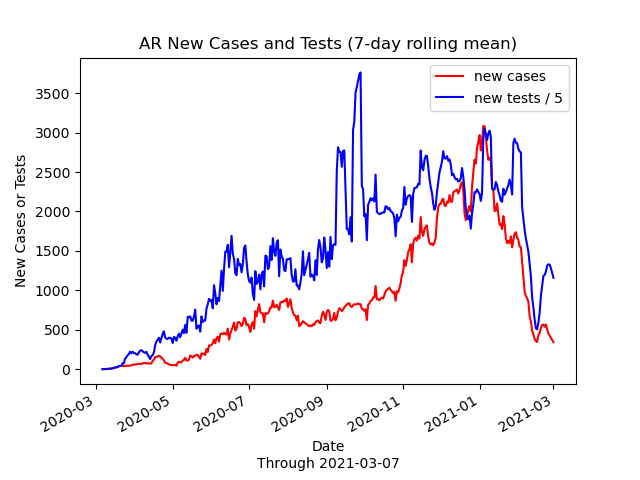 AR New Cases and Tests (7-day rolling mean)
new cases
new tests / 5
New Cases or Tests
3500
3000
2500
2000
1500
1000
500
0
2020-03
2020-05
2020-07
2020-09
2020-11
2021-01
2021-03
Date
Through 2021-03-07